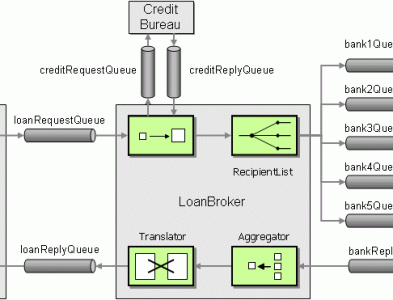 Credit
Bureau
creditRequestQueue
creditReplyQueue
bank1Que
loanRequestQueue
bank2Que
bank3Que
RecipientList
bank4Que
LoanBroker
bank5Que
Translator
Aggregator
loanReplyQueue
bankRepl